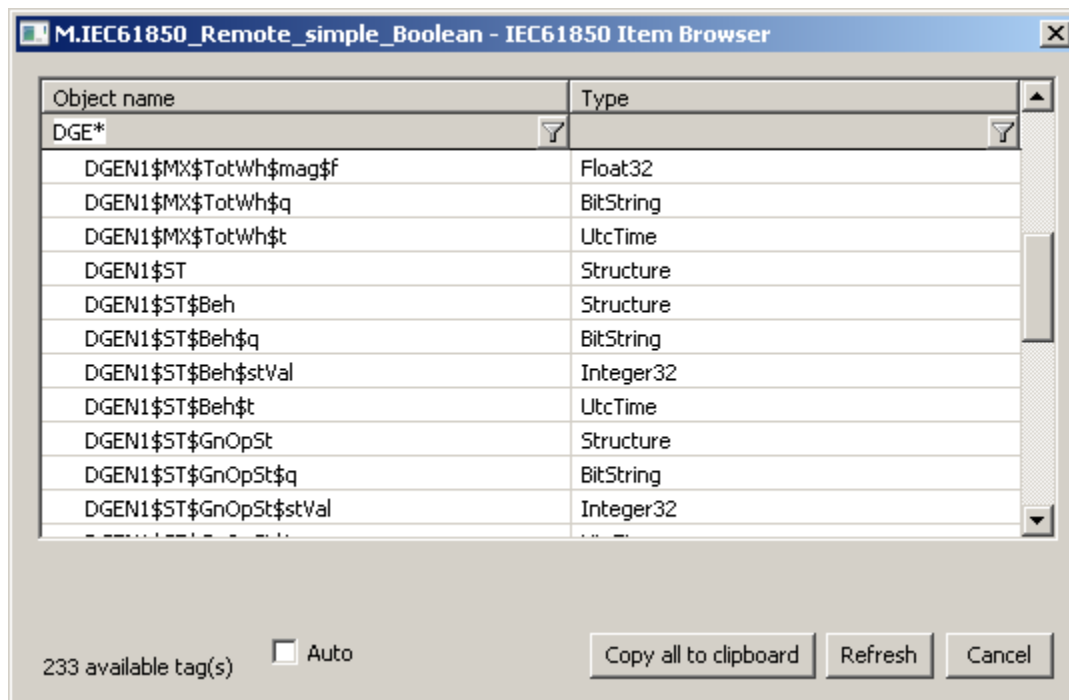 M.IEC61850_Remote_simple_Boolean - IEC61850 Item Browser
Object name Type
DGE*
DGEN1$MX$TotWh$mag$f Float32
DGEN1$MX$TotWh$q BitString
DGEN1$MX$TotWh$t UtcTime
DGEN1$ST Structure
DGEN1$ST$Beh Structure
DGEN1$ST$Beh$q BitString
DGEN1$ST$Beh$stVal Integer32
DGEN1$ST$Beh$t UtcTime
DGEN1$ST$GnOpSt Structure
DGEN1$ST$GnOpSt$q BitString
DGEN1$ST$GnOpSt$stVal Integer32
233 available tag(s) Auto Copy all to clipboard Refresh Cancel